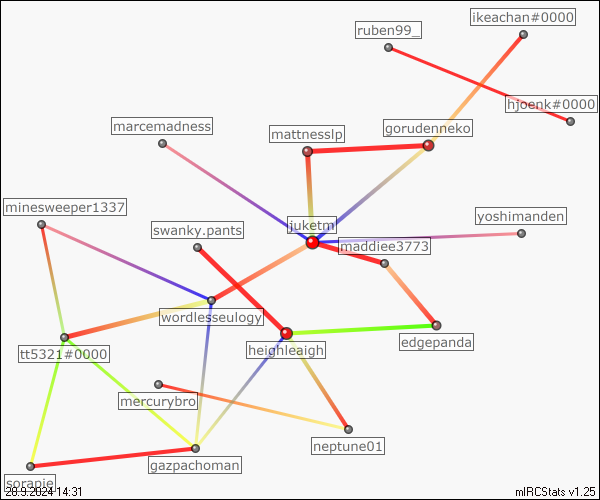 ikeachan#0000
ruben99_
hjoenk#0000
marcemadness
mattnesslp
gorudenneko
minesweeper1337
swanky.pants
juketm
yoshimanden
maddiee3773
wordlesseulogy
tt5321#0000
heighleaigh
edgepanda
mercurybro
neptune01
gazpachoman
sorapie
20.9.2024 14:31
mIRCStats v1.25